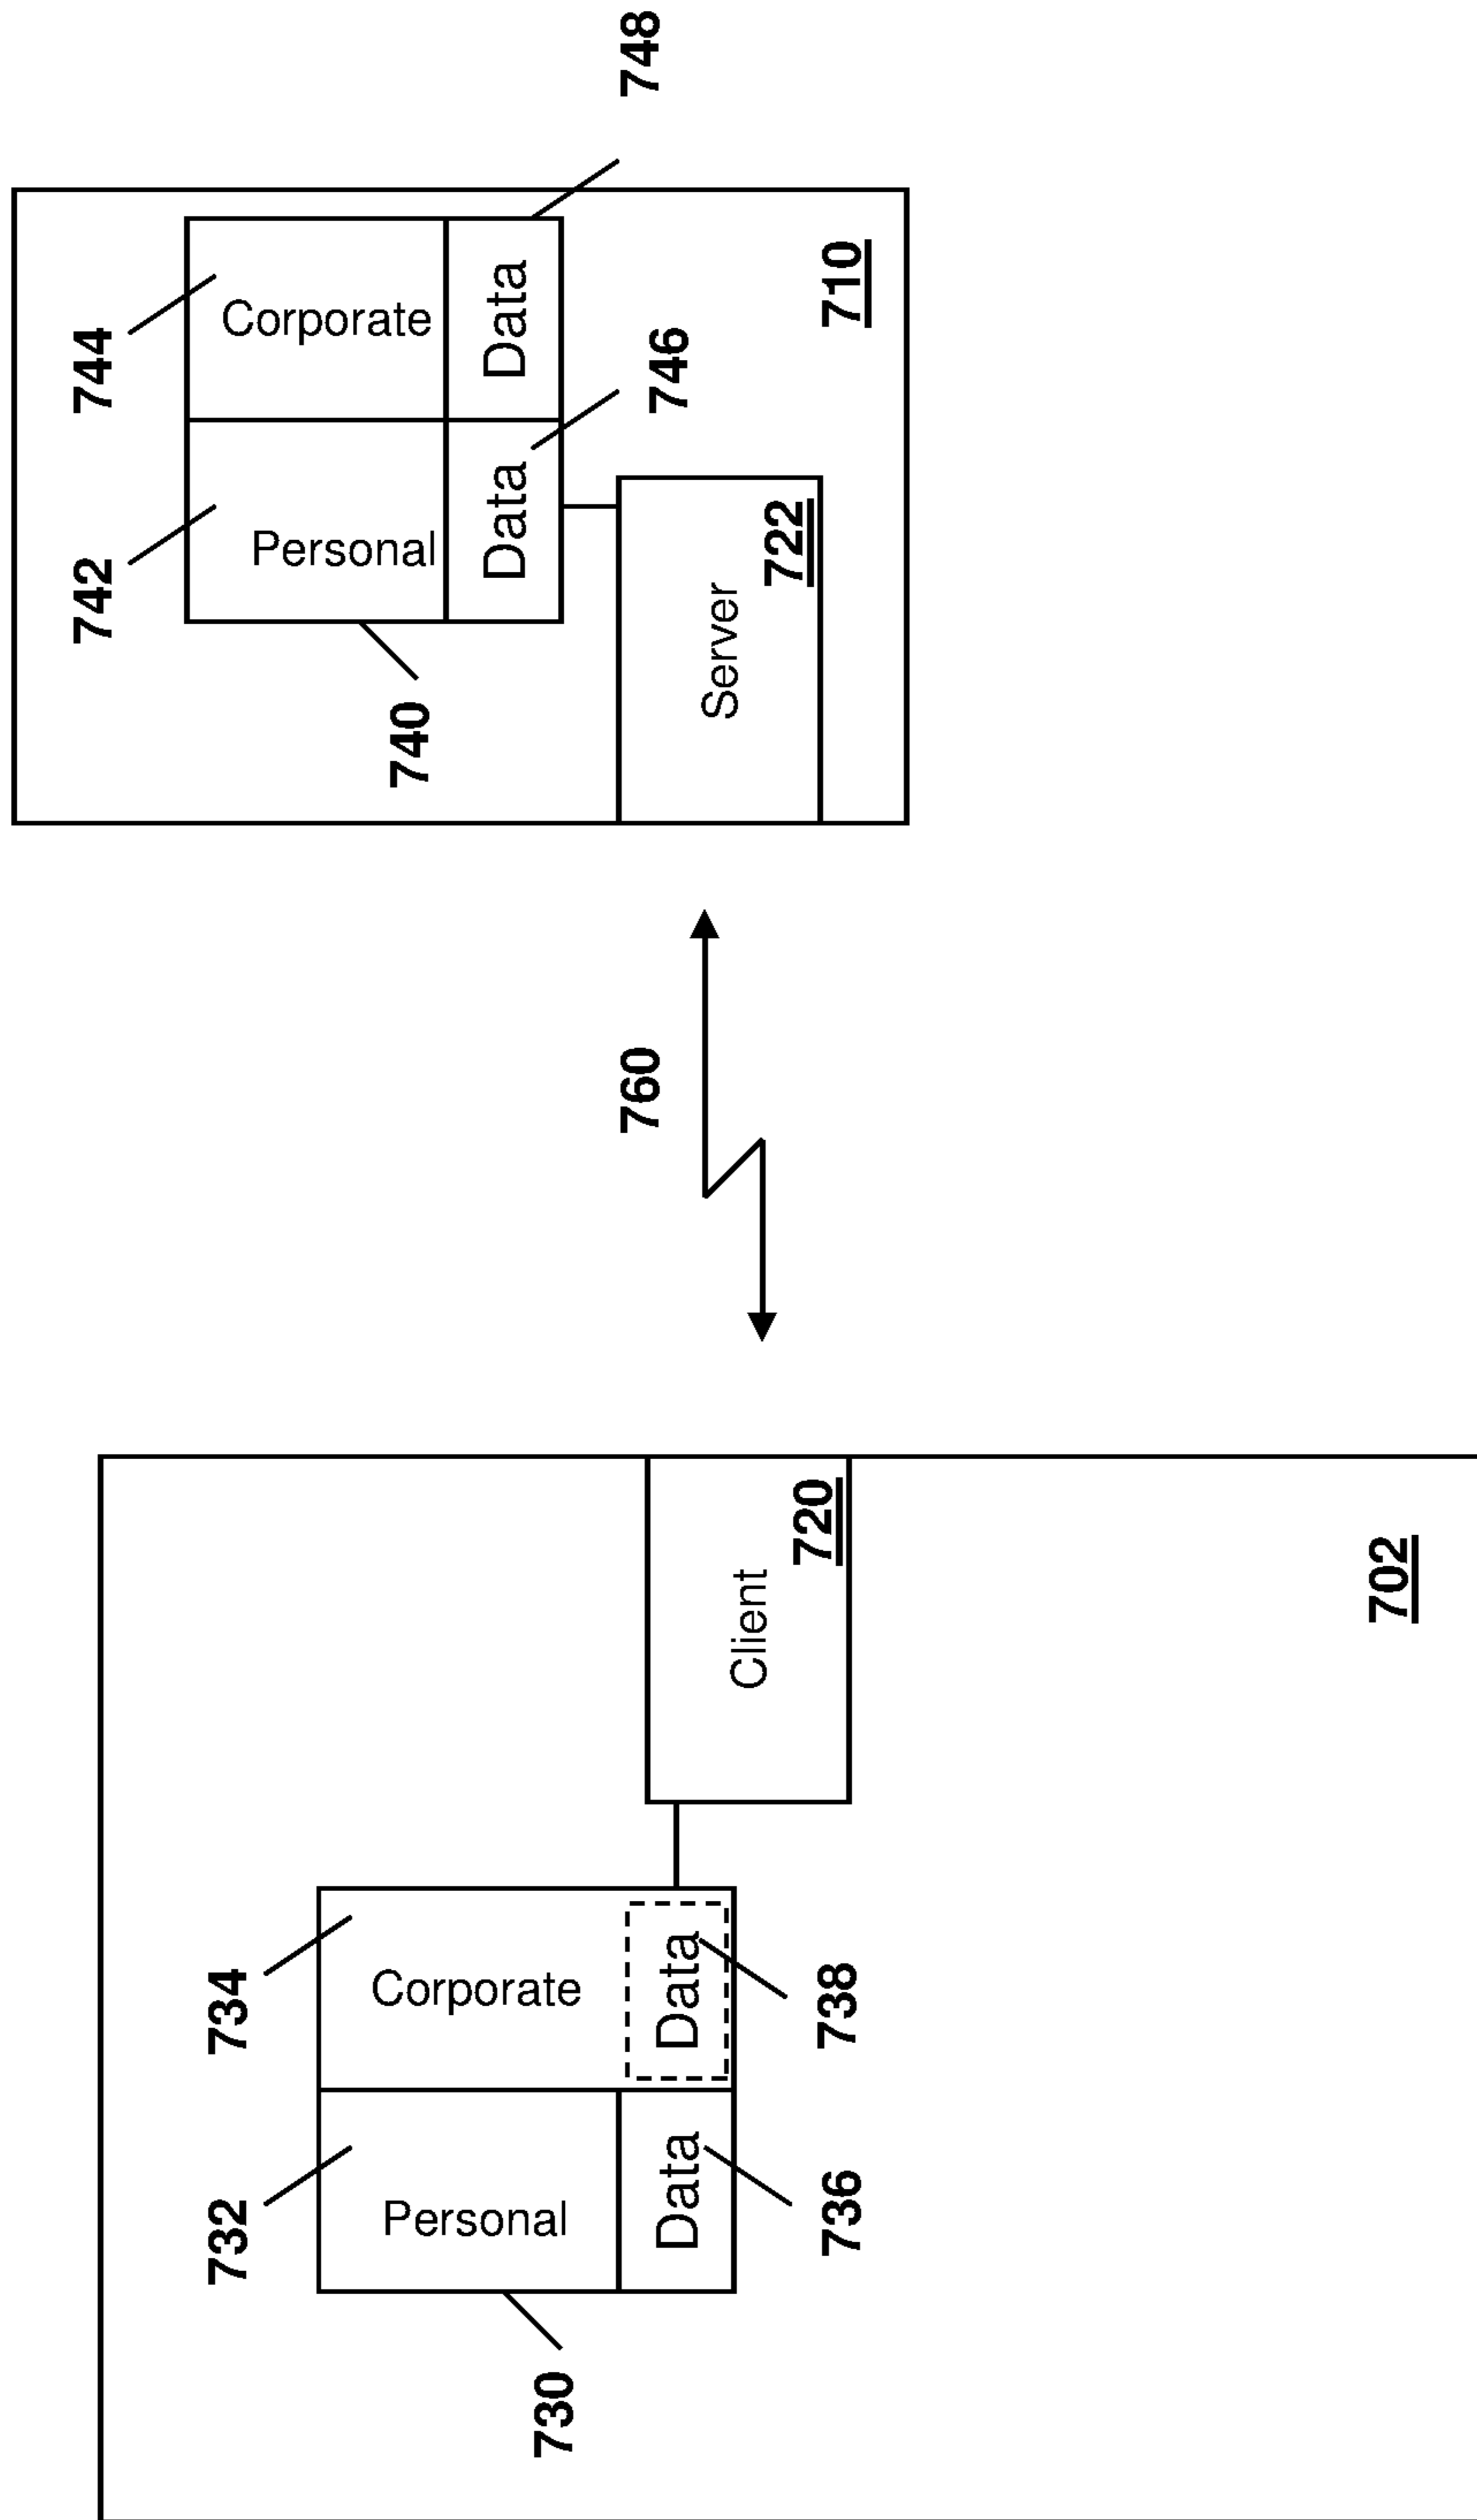 732
734
Personal
Corporate
730
Data
Data
736
738
Client
720
702
760
742
744
Personal
Corporate
740
Data
Data
748
746
Server
722
710